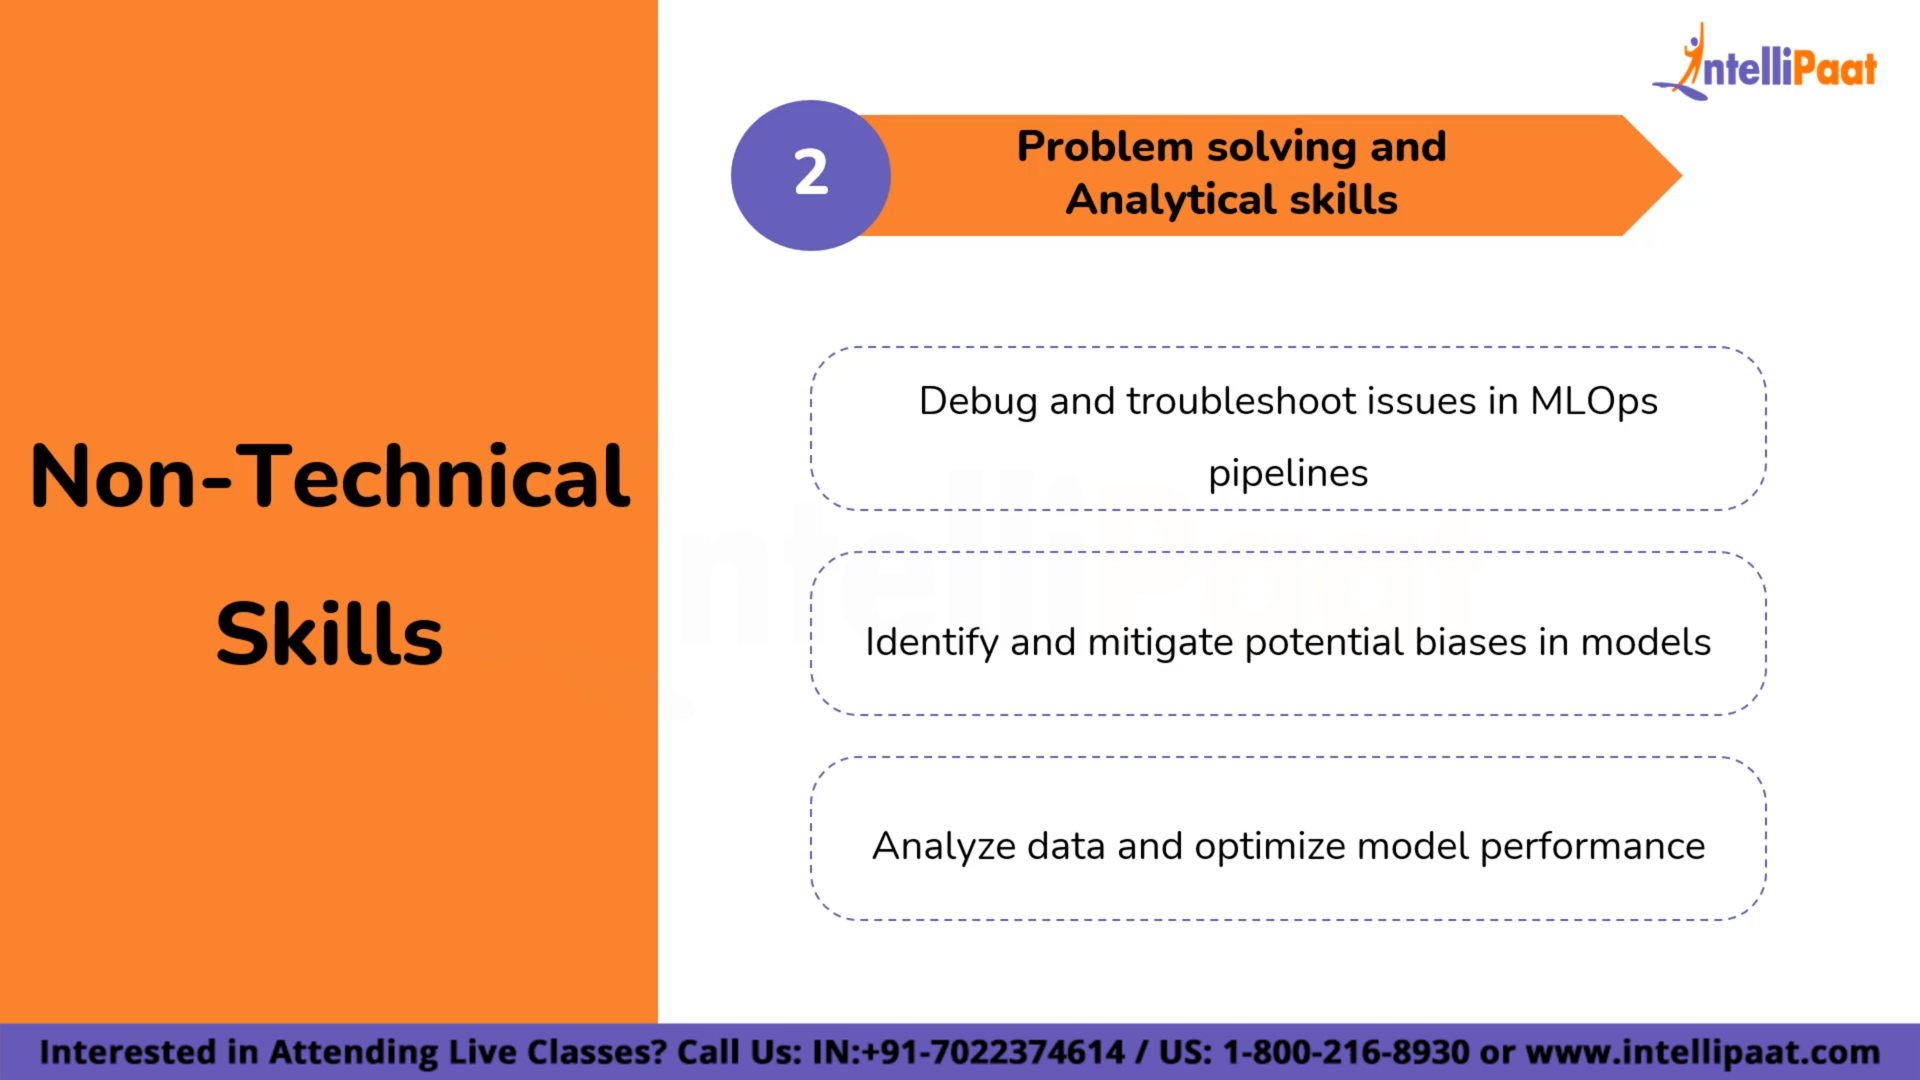 IntelliPaat
2
Problem solving and
Analytical skills
Non-Technical
Skills
Debug and troubleshoot issues in MLOps
pipelines
Identify and mitigate potential biases in models
Analyze data and optimize model performance
Interested in Attending Live Classes? Call Us: IN:+91-7022374614 / US: 1-800-216-8930 or www.intellipaat.com